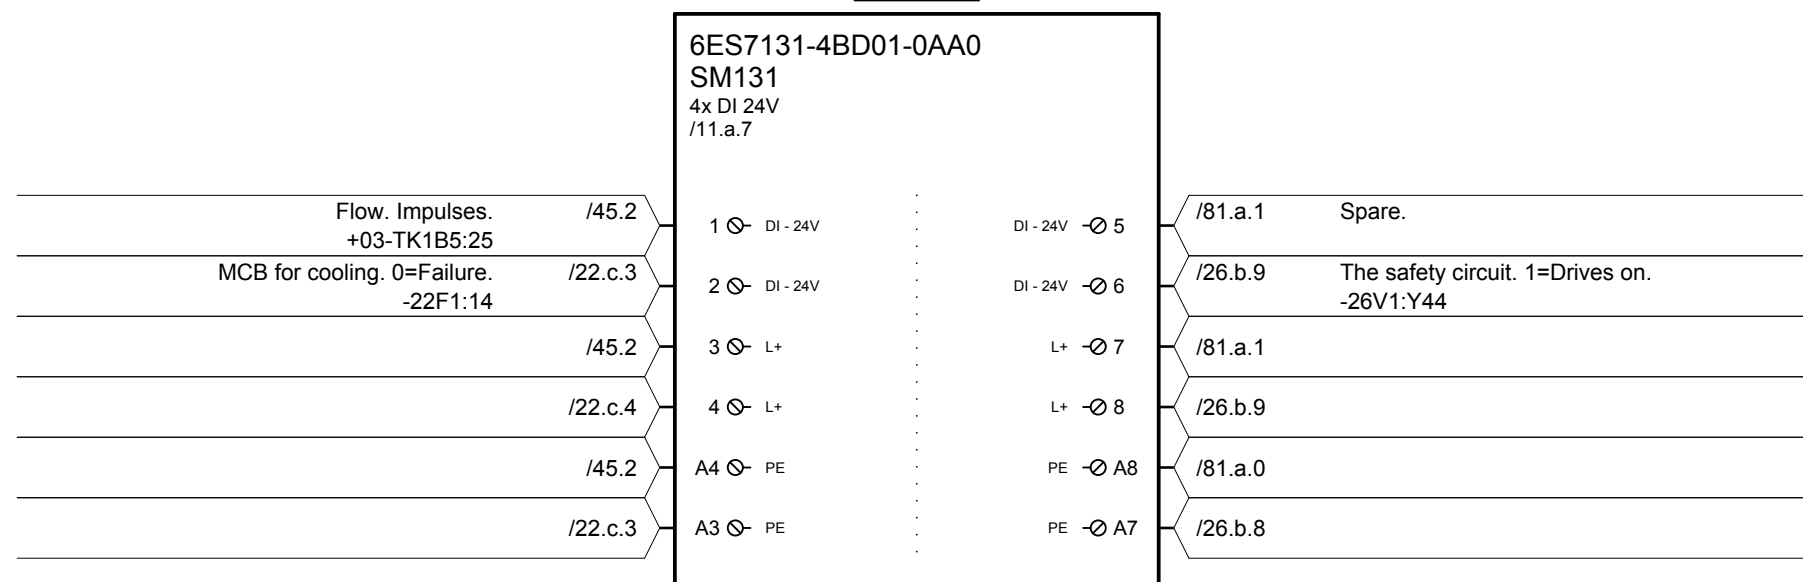 6ES7131-4BD01-0AA0
SM131
4x DI 24V
/11.a.7
Flow. Impulses. /45.2 1 DI - 24V DI - 24V 5 /81.a.1 Spare.
+03-TK1B5:25
MCB for cooling. 0=Failure. /22.c.3 2 DI - 24V DI - 24V 6 /26.b.9 The safety circuit. 1=Drives on.
-22F1:14 -26V1:Y44
/45.2 3 L+ L+ 7 /81.a.1
/22.c.4 4 L+ L+ 8 /26.b.9
/45.2 A4 PE PE A8 /81.a.0
/22.c.3 A3 PE PE A7 /26.b.8